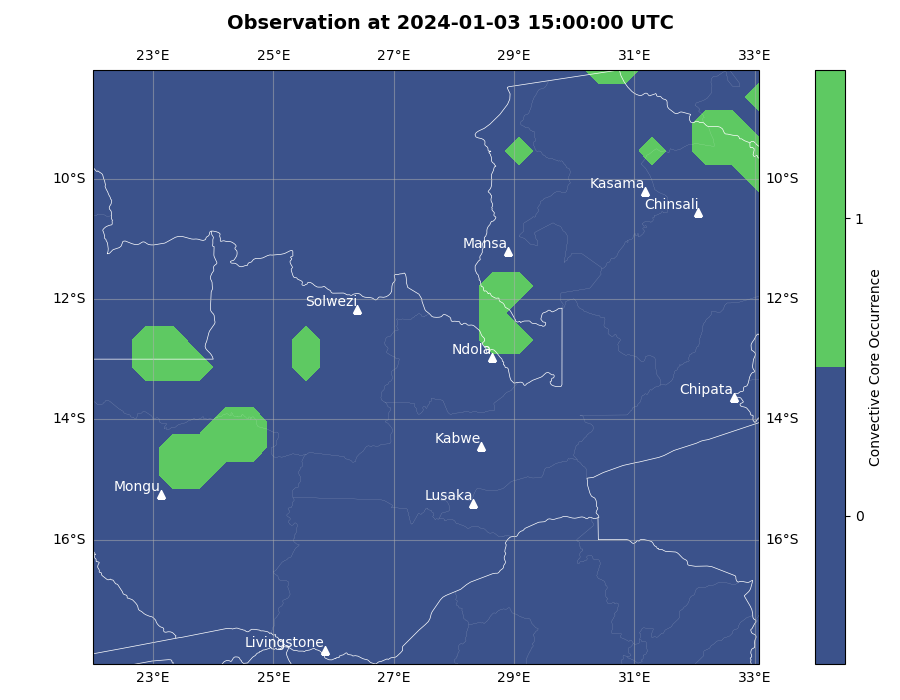 Observation at 2024-01-03 15:00:00 UTC
23°E 25°E 27°E 29°E 31°E 33°E
10°S 10°S
Kasama
Chinsali
Mansa
1
12°S 12°S
Solwezi
Ndola
Chipata
14°S 14°S
Kabwe
Mongu
Lusaka
0
16°S 16°S
Livingstone
23°E 25°E 27°E 29°E 31°E 33°E
Convective Core Occurrence